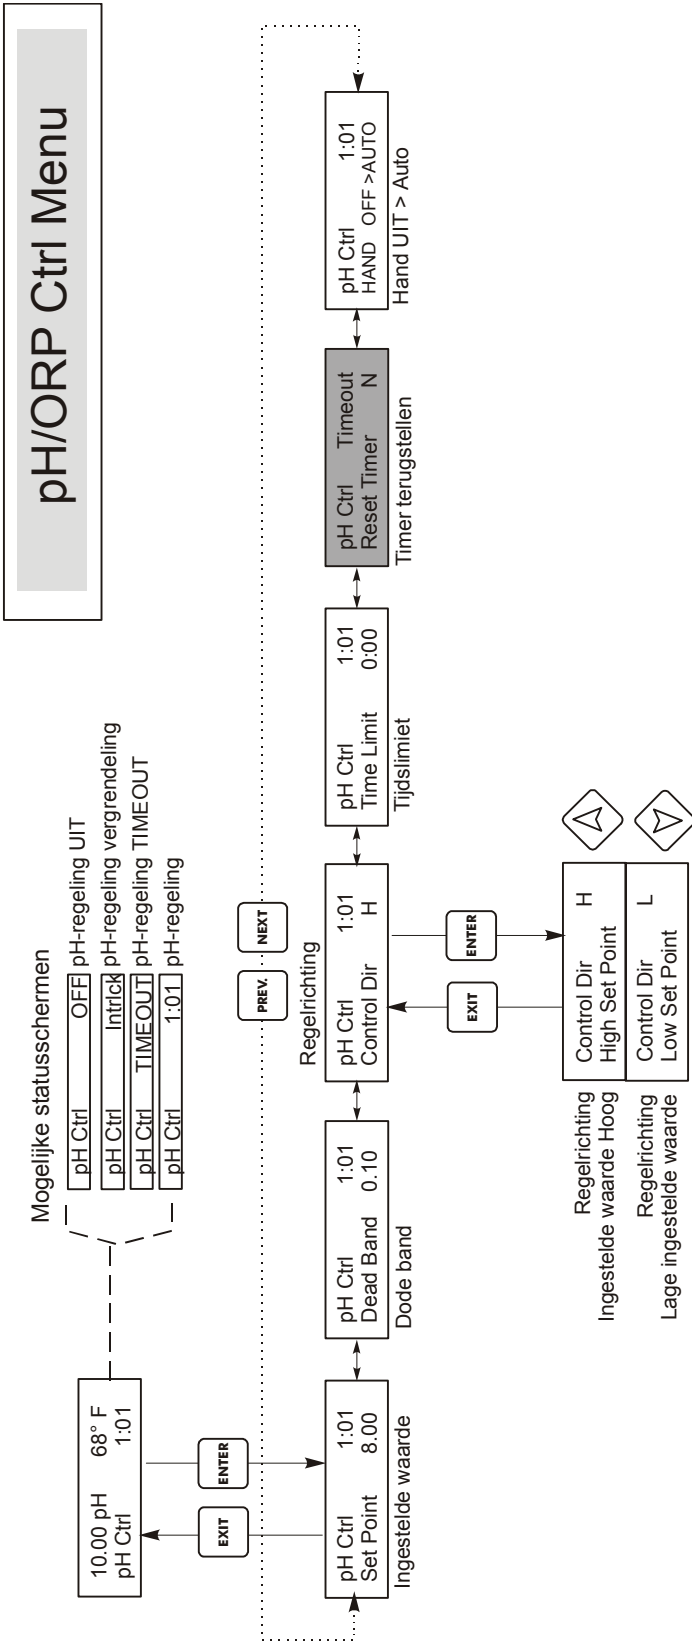 pH/ORP Ctrl Menu
Mogelijke statusschermen
pH Ctrl OFF pH-regeling UIT
pH Ctrl Intrlck pH-regeling vergrendeling
pH Ctrl TIMEOUT pH-regeling TIMEOUT
pH Ctrl 1:01 pH-regeling
10.00 pH 68° F
pH Ctrl 1:01
EXIT
ENTER
PREV.
NEXT
pH Ctrl 1:01
Set Point 8.00
Ingestelde waarde
pH Ctrl 1:01
Dead Band 0.10
Dode band
Regelrichting
pH Ctrl 1:01
Control Dir H
pH Ctrl 1:01
Time Limit 0:00
Tijdslimiet
pH Ctrl Timeout
Reset Timer N
Timer terugstellen
pH Ctrl 1:01
HAND OFF >AUTO
Hand UIT > Auto
EXIT
ENTER
Regelrichting
Ingestelde waarde Hoog
Control Dir H
High Set Point
Regelrichting
Lage ingestelde waarde
Control Dir L
Low Set Point